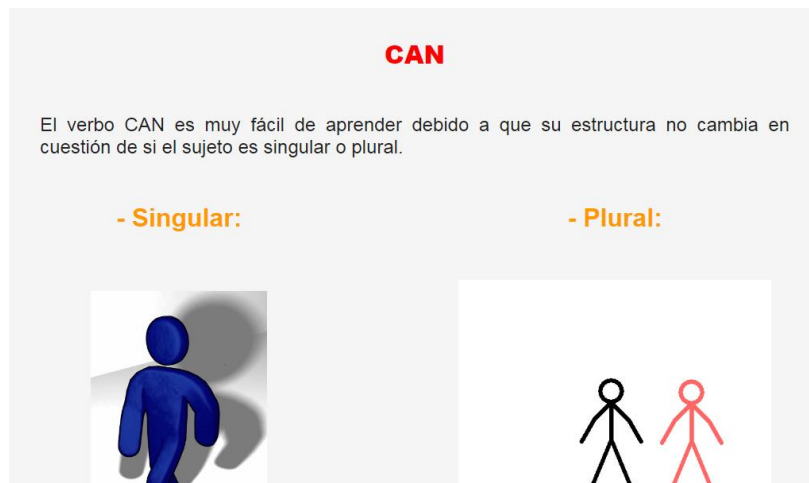 CAN
El verbo CAN es muy fácil de aprender debido a que su estructura no cambia en
cuestión de si el sujeto es singular o plural.
- Singular:
- Plural: